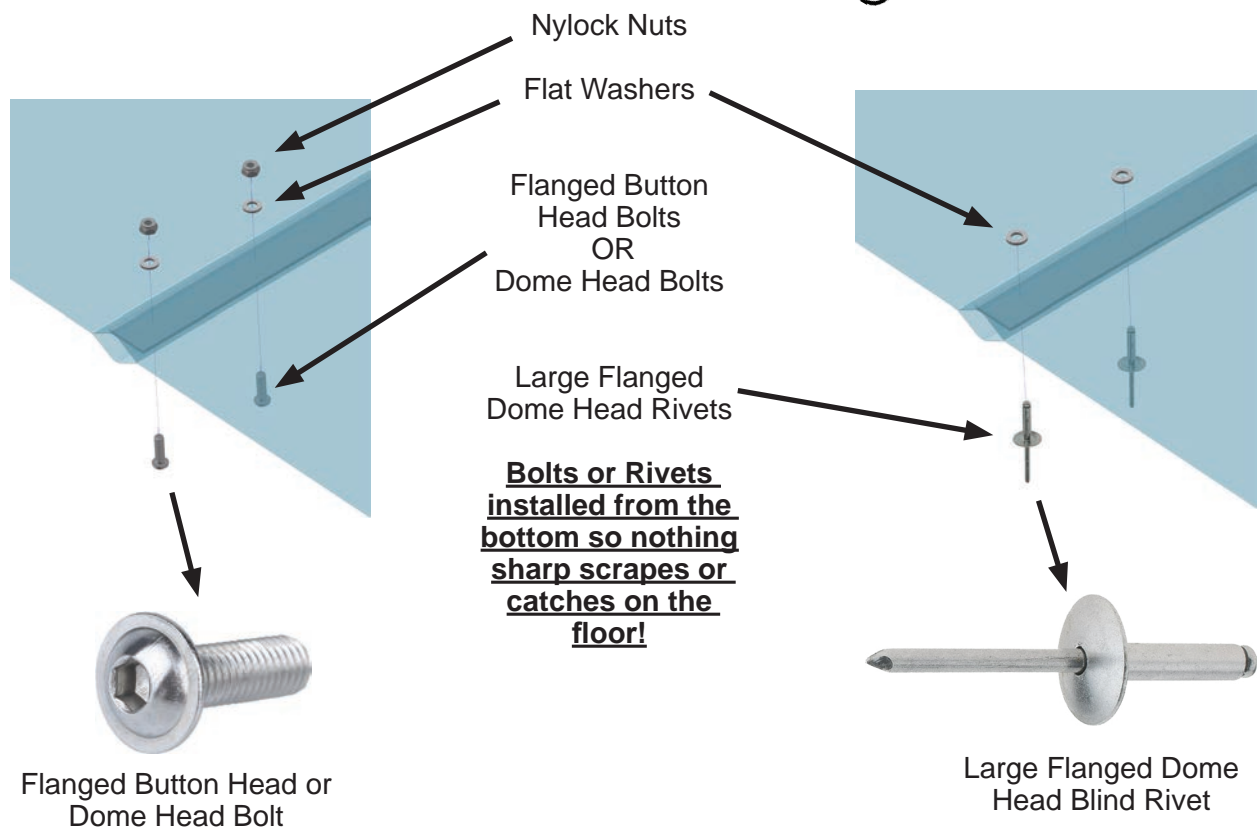 Nylock Nuts
Flat Washers
Flanged Button
Head Bolts
OR
Dome Head Bolts
Large Flanged
Dome Head Rivets
Bolts or Rivets
installed from the
bottom so nothing
sharp scrapes or
catches on the
floor!
Flanged Button Head or
Dome Head Bolt
Large Flanged Dome
Head Blind Rivet